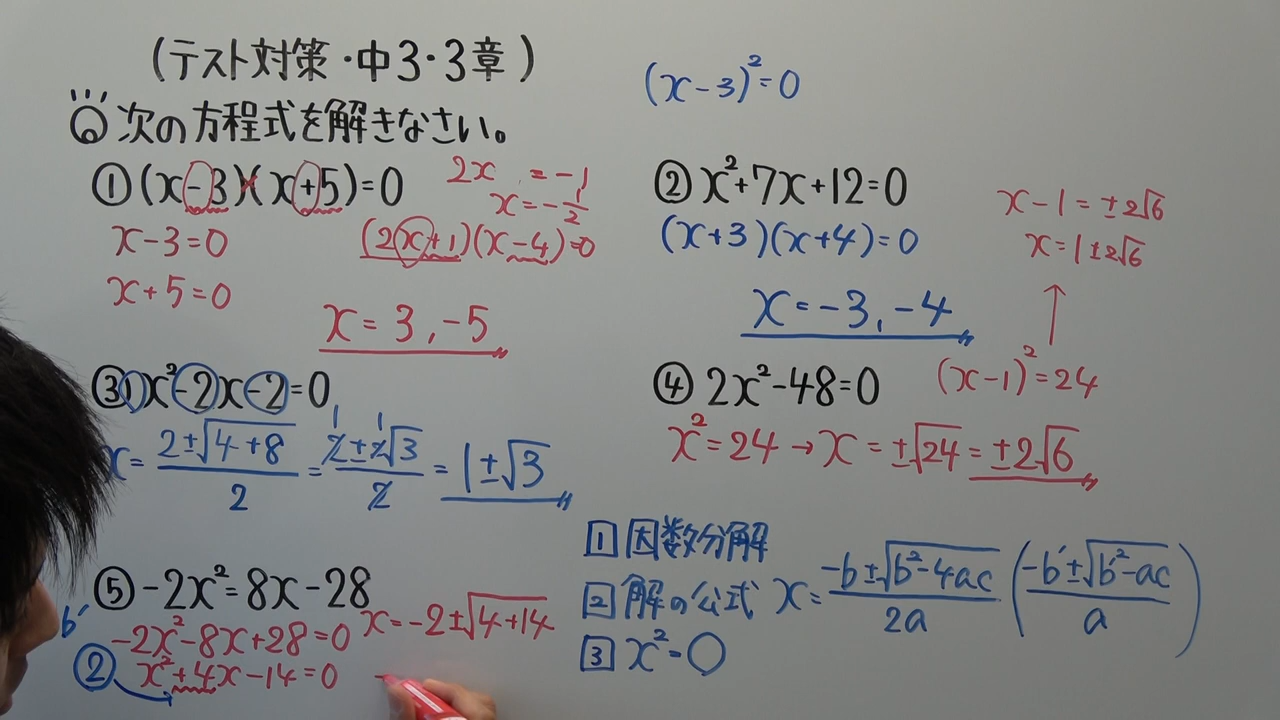 (テスト対策・中3・3章)
(x-3)²=0
Q 次の方程式を解きなさい。
①(x-3)(x+5)=0
2x =-1
x=-1/2
x-3=0
(2x+1)(x-4)=0
x+5=0
x=3,-5
②x²+7x+12=0
(x+3)(x+4)=0
x=-3,-4
x-1=±2√6
x=1±2√6
↑
(x-1)²=24
③1x²-2x-2=0
x=(2±√(4+8))/2=(2±2√3)/2=1±√3
④2x²-48=0
x²=24→x=±√24=±2√6
⑤-2x²=8x-28
-2x²-8x+28=0
b′
② x²+4x-14=0
x=-2±√(4+14)
1 因数分解
2 解の公式 x=(-b±√(b²-4ac))/2a ((-b′±√(b′²-ac))/a)
3 x²=○